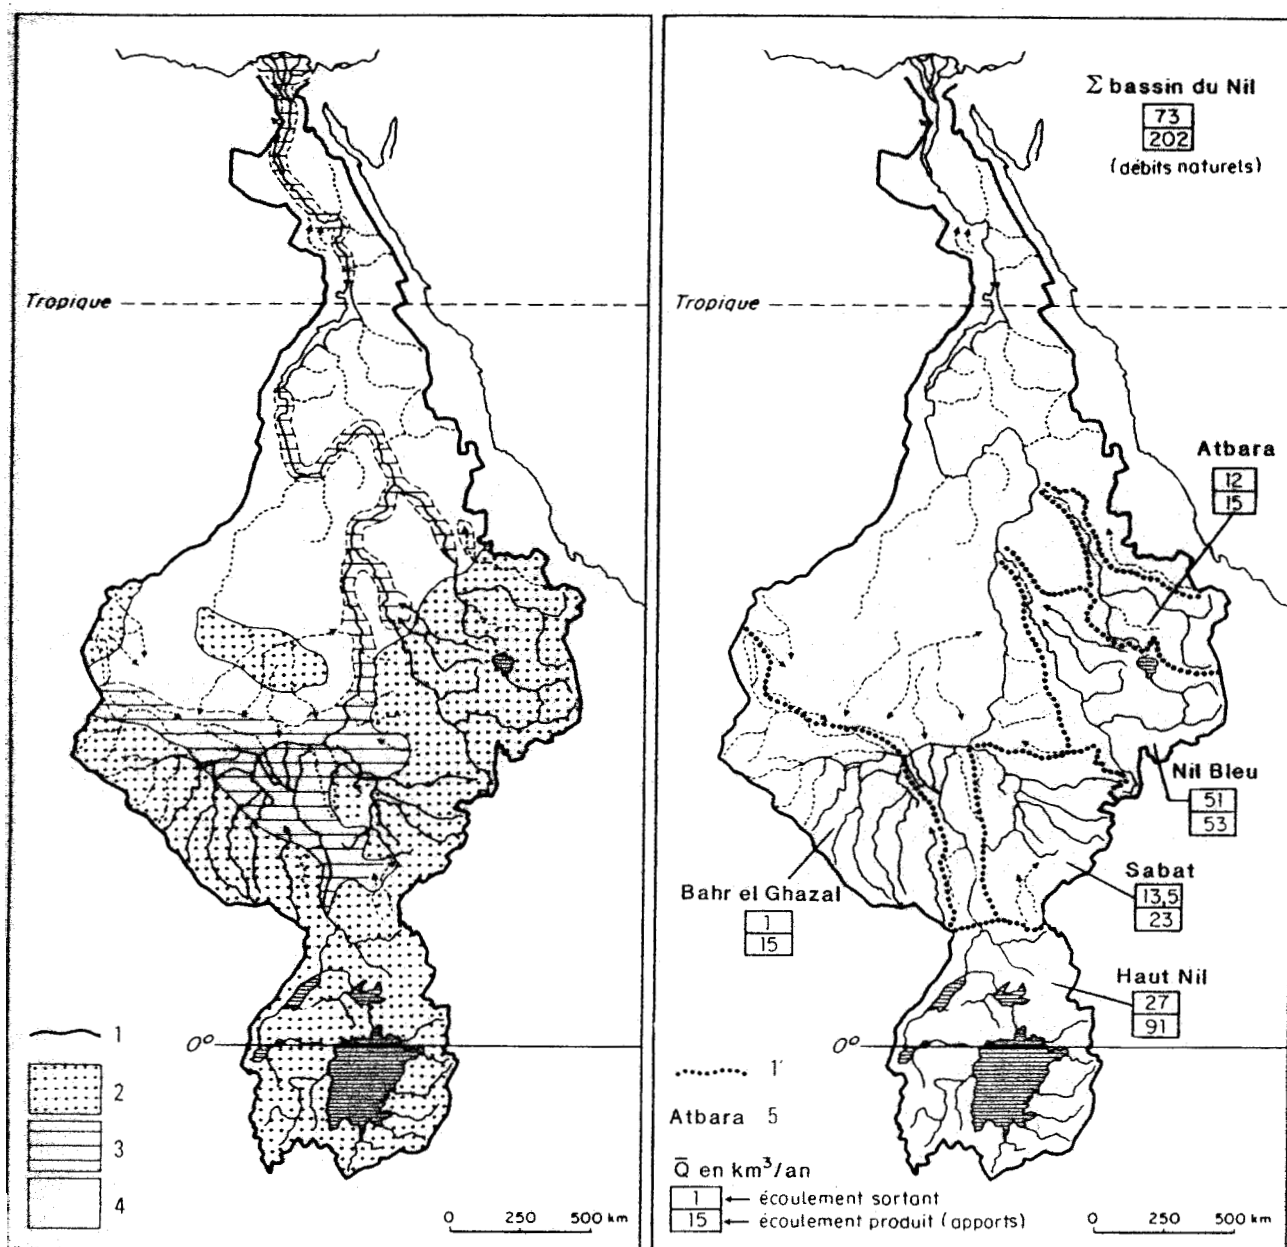 Tropique
0°
1
2
3
4
0 250 500 km
Σ bassin du Nil
73
202
(débits naturels)
Tropique
Atbara
12
15
Nil Bleu
51
53
Sabat
13,5
23
Bahr el Ghazal
1
15
Haut Nil
27
91
0°
1'
Atbara 5
Q̄ en km³/an
1 ← écoulement sortant
15 ← écoulement produit (apports)
0 250 500 km